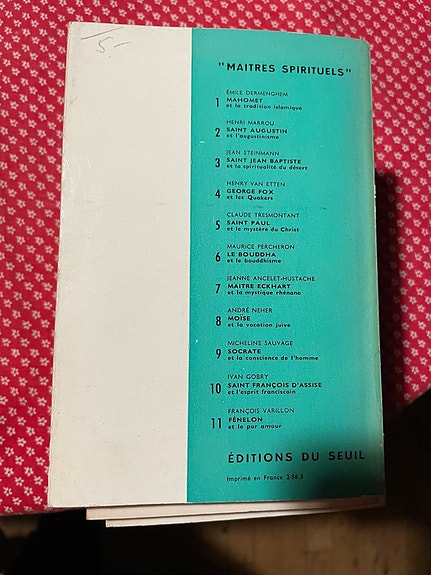 5.-
"MAITRES SPIRITUELS"
ÉMILE DERMENGHEM
1 MAHOMET
et la tradition islamique
HENRI MARROU
2 SAINT AUGUSTIN
et l'augustinisme
JEAN STEINMANN
3 SAINT JEAN BAPTISTE
et la spiritualité du désert
HENRY VAN ETTEN
4 GEORGE FOX
et les Quakers
CLAUDE TRESMONTANT
5 SAINT PAUL
et le mystère du Christ
MAURICE PERCHERON
6 LE BOUDDHA
et le bouddhisme
JEANNE ANCELET-HUSTACHE
7 MAITRE ECKHART
et la mystique rhénane
ANDRÉ NEHER
8 MOÏSE
et la vocation juive
MICHELINE SAUVAGE
9 SOCRATE
et la conscience de l'homme
IVAN GOBRY
10 SAINT FRANÇOIS D'ASSISE
et l'esprit franciscain
FRANÇOIS VARILLON
11 FÉNELON
et le pur amour
ÉDITIONS DU SEUIL
Imprimé en France 2-56-3